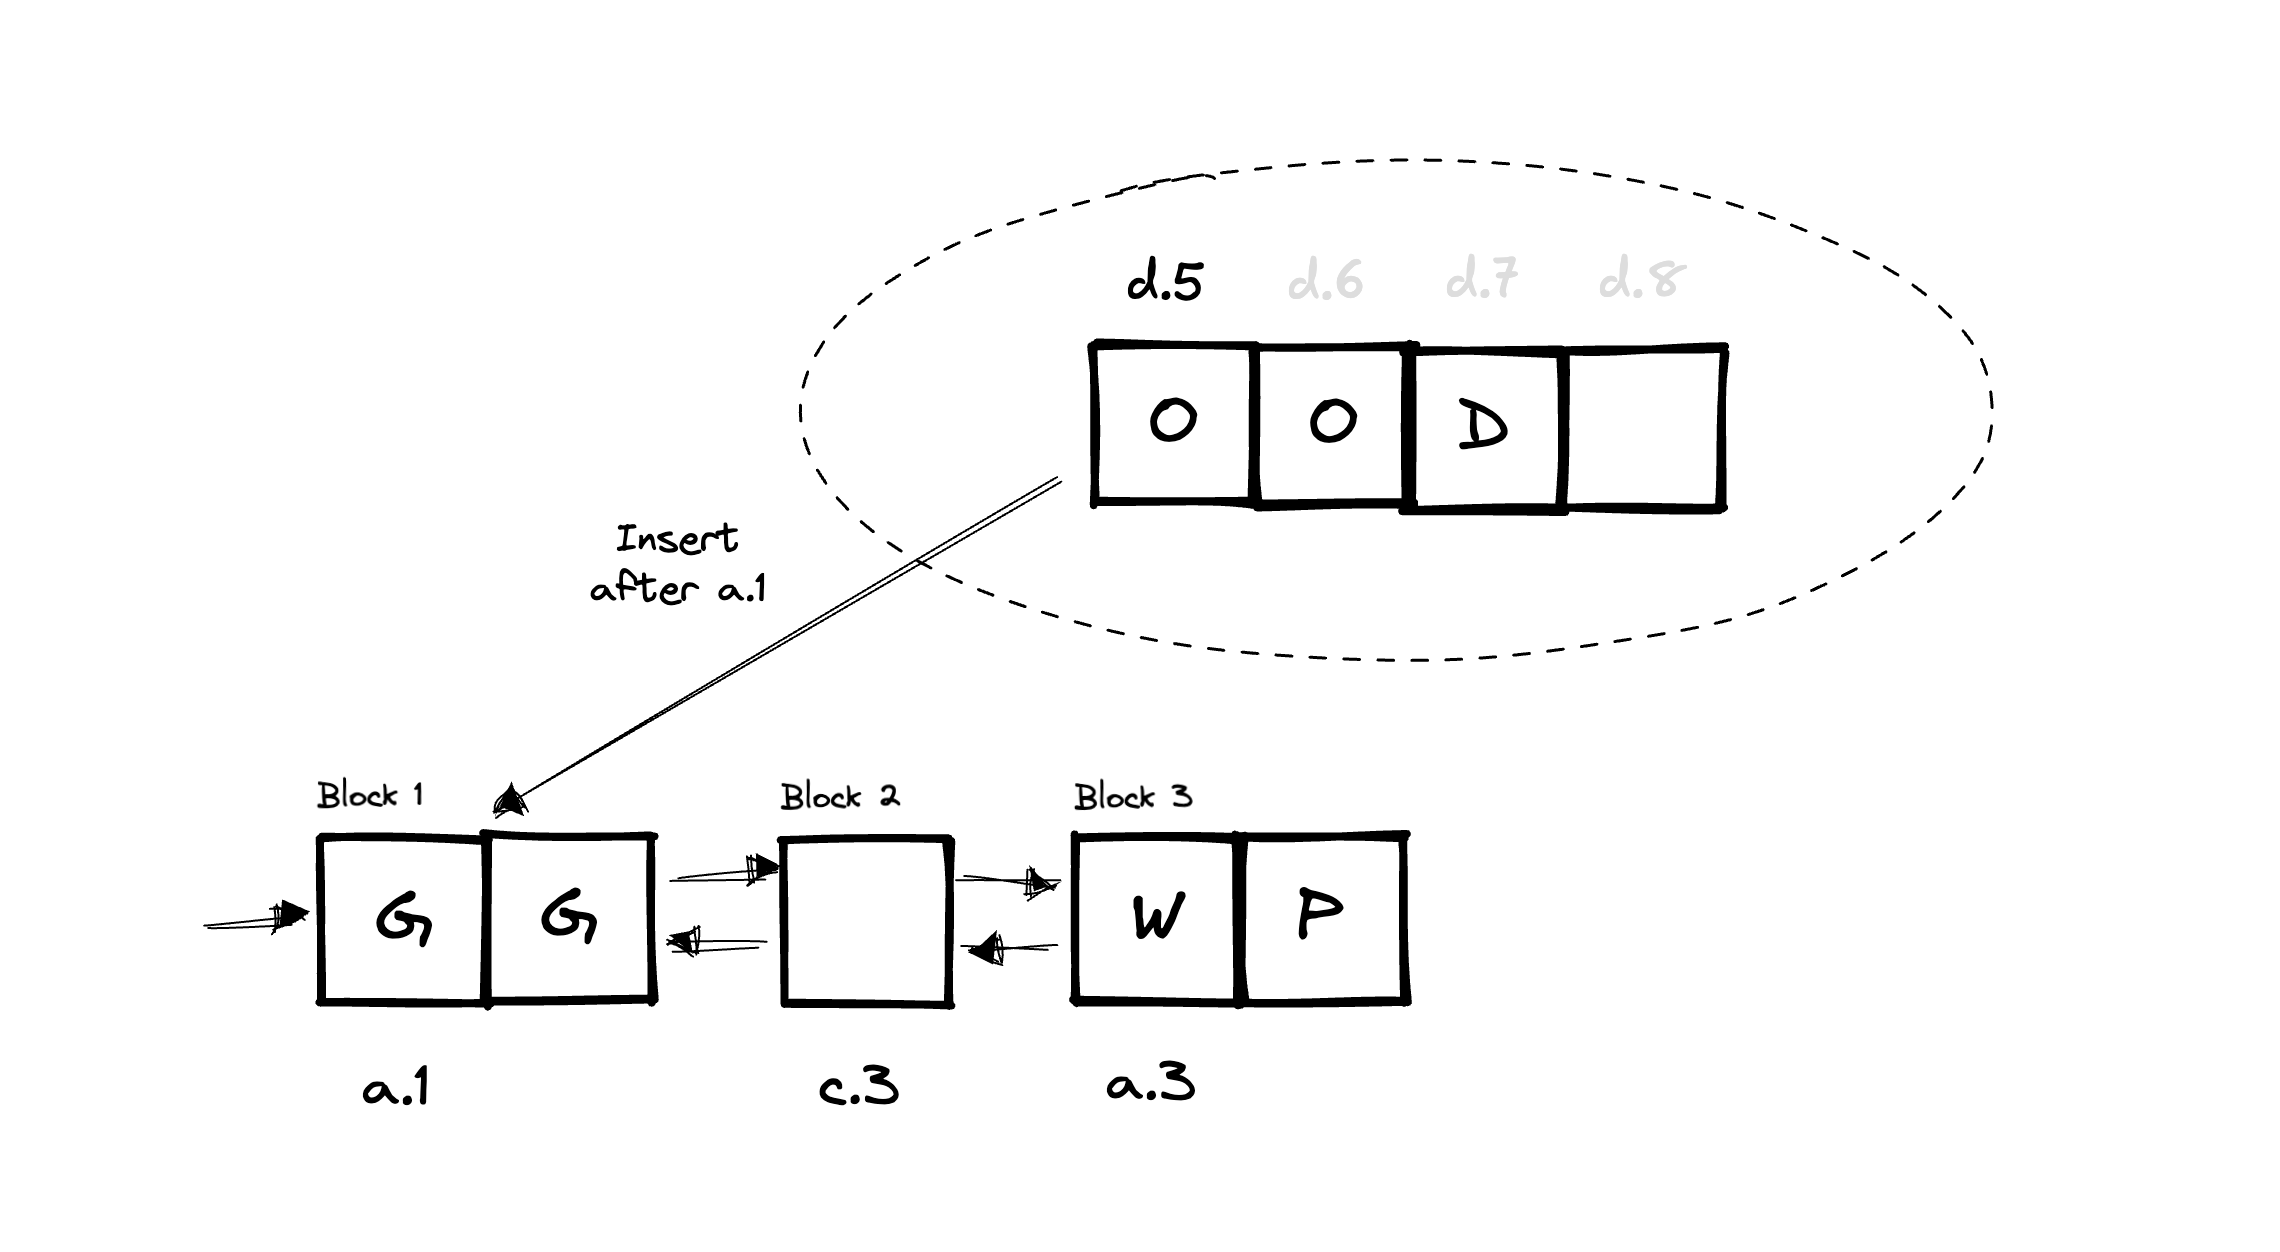 d.5 d.6 d.7 d.8
O O D
Insert
after a.1
Block 1 Block 2 Block 3
G G W P
a.1 c.3 a.3